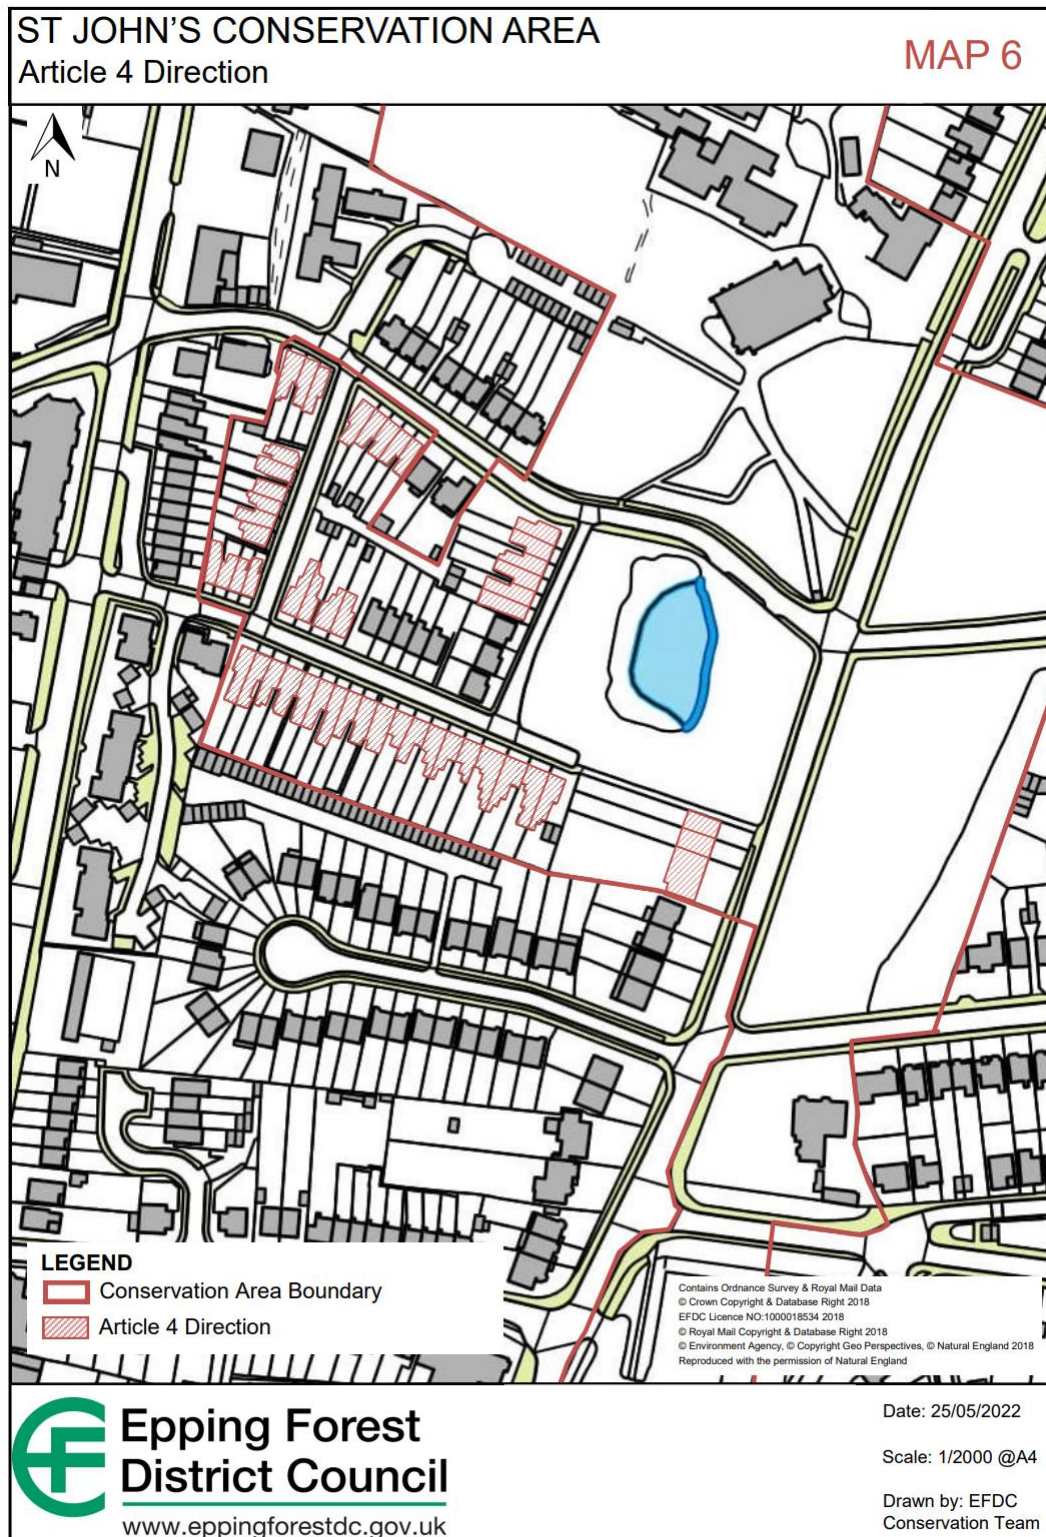 ST JOHN'S CONSERVATION AREA
Article 4 Direction
MAP 6
N
LEGEND
Conservation Area Boundary
Article 4 Direction
Contains Ordnance Survey & Royal Mail Data
© Crown Copyright & Database Right 2018
EFDC Licence NO:1000018534 2018
© Royal Mail Copyright & Database Right 2018
© Environment Agency, © Copyright Geo Perspectives, © Natural England 2018
Reproduced with the permission of Natural England
Epping Forest
District Council
www.eppingforestdc.gov.uk
Date: 25/05/2022
Scale: 1/2000 @A4
Drawn by: EFDC
Conservation Team